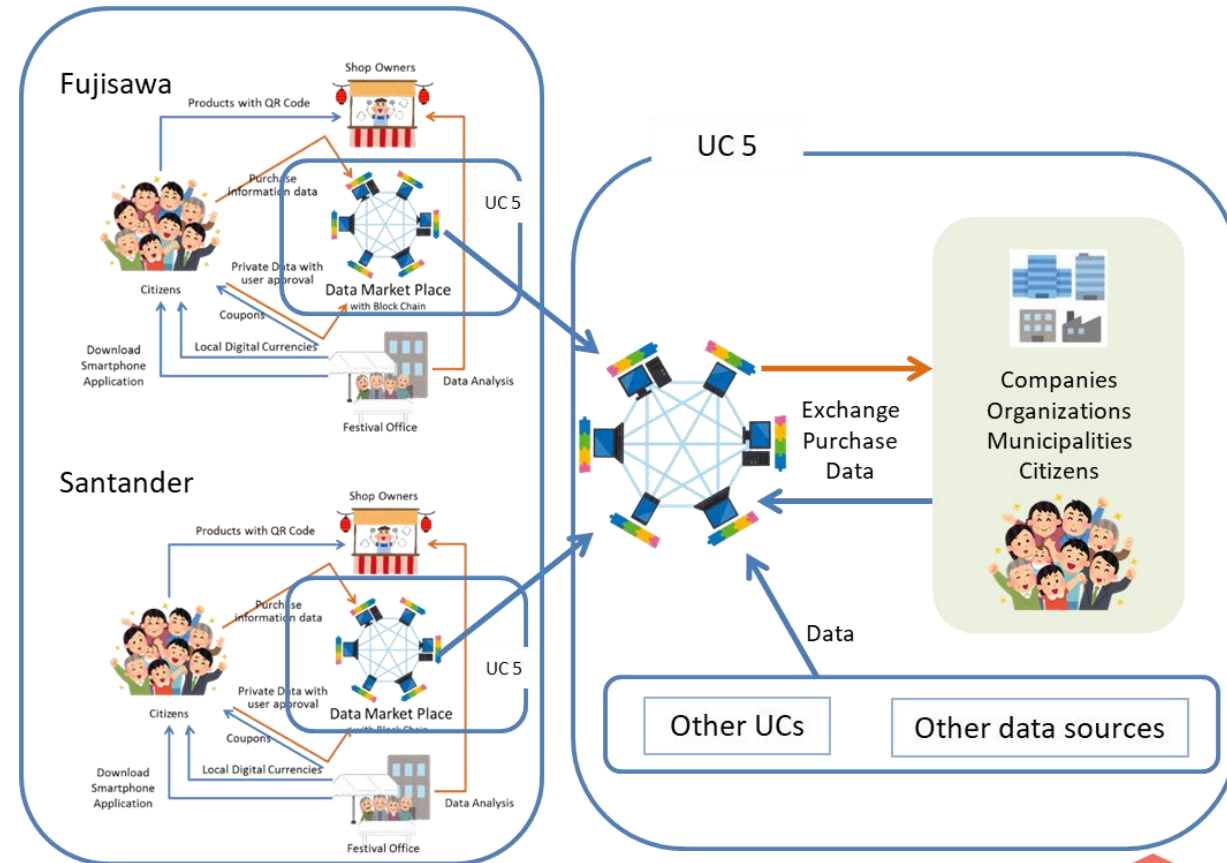 Fujisawa
Shop Owners
Products with QR Code
Purchase
information data
UC 5
Private Data with
user approval
Data Market Place
with Block Chain
Citizens
Coupons
Download
Smartphone
Application
Local Digital Currencies
Data Analysis
Festival Office
Santander
Shop Owners
Products with QR Code
Purchase
information data
UC 5
Private Data with
user approval
Data Market Place
with Block Chain
Citizens
Coupons
Download
Smartphone
Application
Local Digital Currencies
Data Analysis
Festival Office
UC 5
Exchange
Purchase
Data
Companies
Organizations
Municipalities
Citizens
Data
Other UCs
Other data sources